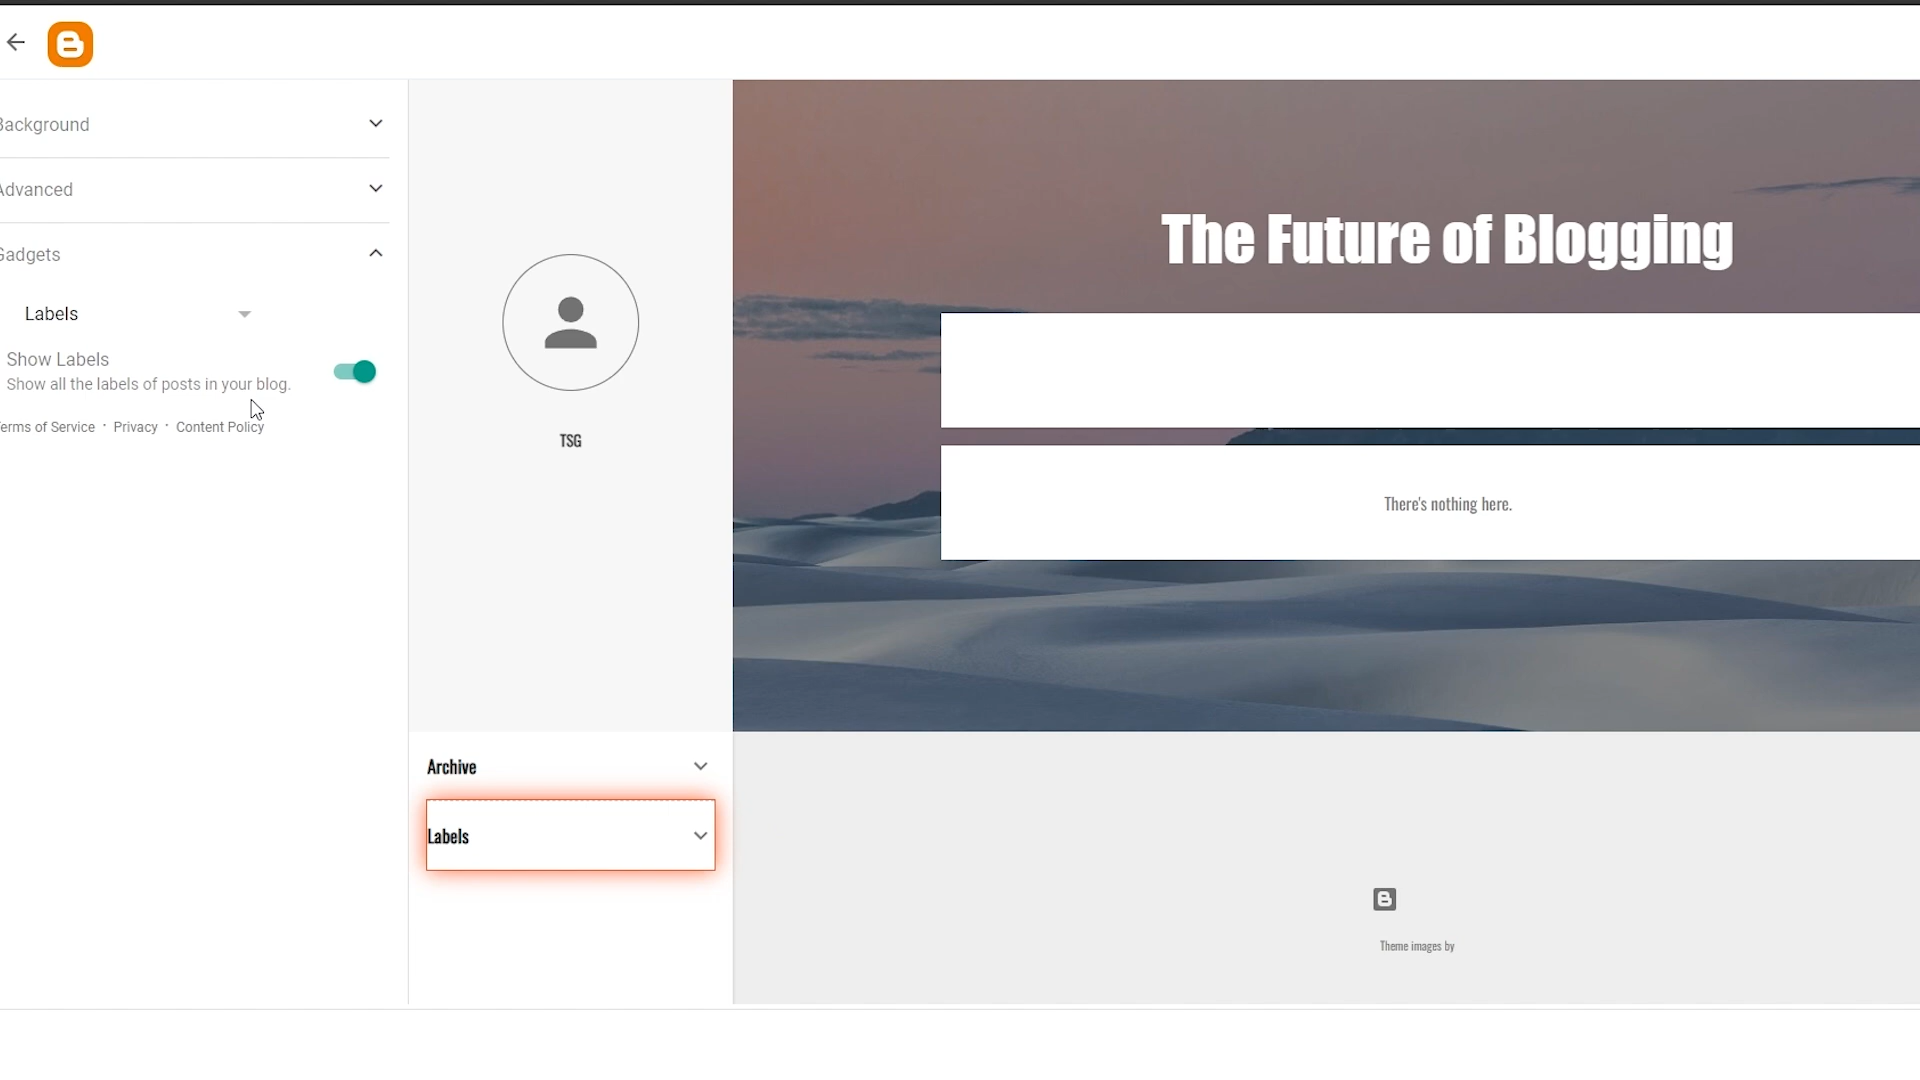 Background
Advanced
Gadgets
Labels
Show Labels
Show all the labels of posts in your blog.
Terms of Service · Privacy · Content Policy
TSG
Archive
Labels
The Future of Blogging
There's nothing here.
Theme images by